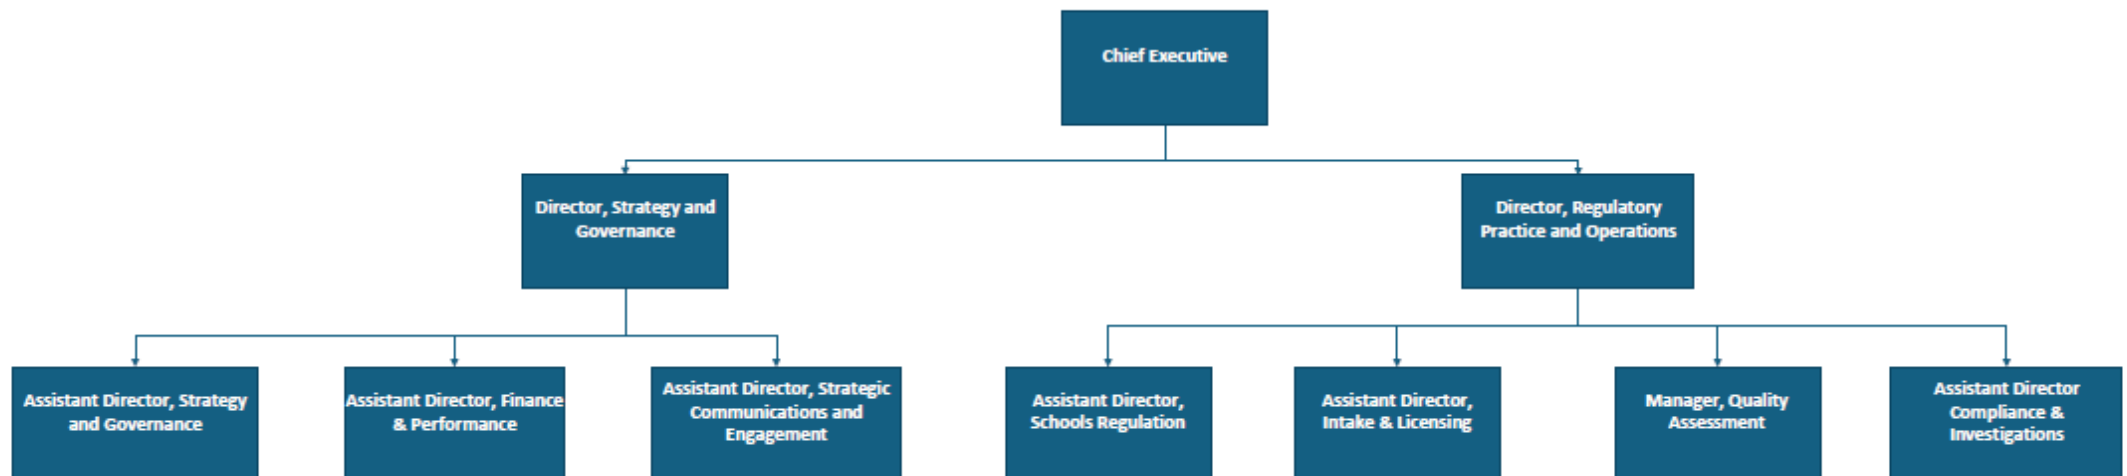 Chief Executive
Director, Strategy and
Governance
Director, Regulatory
Practice and Operations
Assistant Director, Strategy
and Governance
Assistant Director, Finance
& Performance
Assistant Director, Strategic
Communications and
Engagement
Assistant Director,
Schools Regulation
Assistant Director,
Intake & Licensing
Manager, Quality
Assessment
Assistant Director
Compliance &
Investigations